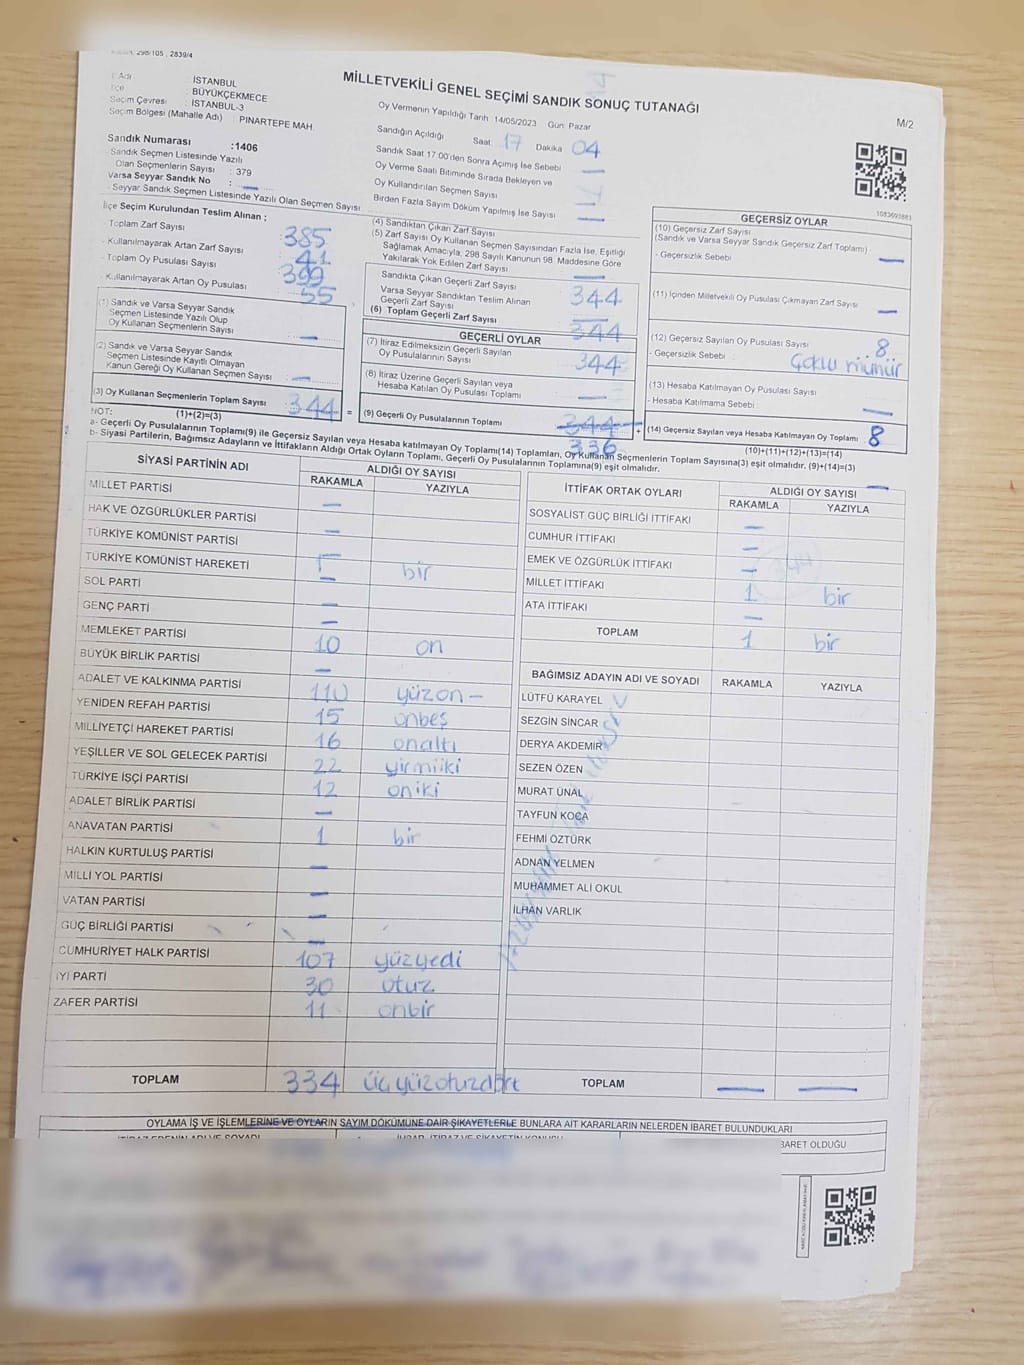 298/105 , 2839/4
MİLLETVEKİLİ GENEL SEÇİMİ SANDIK SONUÇ TUTANAĞI
M/2
İl Adı İSTANBUL
İlçe : BÜYÜKÇEKMECE
Seçim Çevresi : İSTANBUL-3
Seçim Bölgesi (Mahalle Adı) : PINARTEPE MAH.
Sandık Numarası :1406
Sandık Seçmen Listesinde Yazılı
Olan Seçmenlerin Sayısı : 379
Varsa Seyyar Sandık No : —
Seyyar Sandık Seçmen Listesinde Yazılı Olan Seçmen Sayısı
Oy Vermenin Yapıldığı Tarih 14/05/2023 Gün: Pazar
Sandığın Açıldığı Saat 17 Dakika 04
Sandık Saat 17:00'den Sonra Açımış İse Sebebi —
Oy Verme Saati Bitiminde Sırada Bekleyen ve
Oy Kullandırılan Seçmen Sayısı
Birden Fazla Sayım Döküm Yapılmış İse Sayısı —
1083693883
İlçe Seçim Kurulundan Teslim Alınan ;
- Toplam Zarf Sayısı 385
- Kullanılmayarak Artan Zarf Sayısı 41
- Toplam Oy Pusulası Sayısı 399
- Kullanılmayarak Artan Oy Pusulası 55
(1) Sandık ve Varsa Seyyar Sandık
Seçmen Listesinde Yazılı Olup
Oy Kullanan Seçmenlerin Sayısı —
(2) Sandık ve Varsa Seyyar Sandık
Seçmen Listesinde Kayıtlı Olmayan
Kanun Gereği Oy Kullanan Seçmen Sayısı —
(3) Oy Kullanan Seçmenlerin Toplam Sayısı 344 =
(1)+(2)=(3)
(4) Sandıktan Çıkan Zarf Sayısı
(5) Zarf Sayısı Oy Kullanan Seçmen Sayısından Fazla İse, Eşitliği
Sağlamak Amacıyla, 298 Sayılı Kanunun 98. Maddesine Göre
Yakılarak Yok Edilen Zarf Sayısı —
Sandıkta Çıkan Geçerli Zarf Sayısı 344
Varsa Seyyar Sandıktan Teslim Alınan
Geçerli Zarf Sayısı —
(6) Toplam Geçerli Zarf Sayısı 344
GEÇERLİ OYLAR
(7) İtiraz Edilmeksizin Geçerli Sayılan
Oy Pusulalarının Sayısı 344
(8) İtiraz Üzerine Geçerli Sayılan veya
Hesaba Katılan Oy Pusulası Toplamı —
(9) Geçerli Oy Pusulalarının Toplamı 344 +
336
GEÇERSİZ OYLAR
(10) Geçersiz Zarf Sayısı
(Sandık ve Varsa Seyyar Sandık Geçersiz Zarf Toplamı)
- Geçersizlik Sebebi —
(11) İçinden Milletvekili Oy Pusulası Çıkmayan Zarf Sayısı —
(12) Geçersiz Sayılan Oy Pusulası Sayısı 8
- Geçersizlik Sebebi Çoklu mühür
(13) Hesaba Katılmayan Oy Pusulası Sayısı
- Hesaba Katılmama Sebebi —
(14) Geçersiz Sayılan veya Hesaba Katılmayan Oy Toplamı 8
(10)+(11)+(12)+(13)=(14)
NOT:
a- Geçerli Oy Pusulalarının Toplamı(9) ile Geçersiz Sayılan veya Hesaba katılmayan Oy Toplamı(14) Toplamları, Oy Kullanan Seçmenlerin Toplam Sayısına(3) eşit olmalıdır. (9)+(14)=(3)
b- Siyasi Partilerin, Bağımsız Adayların ve İttifakların Aldığı Ortak Oyların Toplamı, Geçerli Oy Pusulalarının Toplamına(9) eşit olmalıdır.
SİYASİ PARTİNİN ADI ALDIĞI OY SAYISI
RAKAMLA YAZIYLA
MİLLET PARTİSİ —
HAK VE ÖZGÜRLÜKLER PARTİSİ —
TÜRKİYE KOMÜNİST PARTİSİ
TÜRKİYE KOMÜNİST HAREKETİ 1 bir
SOL PARTİ —
GENÇ PARTİ —
MEMLEKET PARTİSİ 10 on
BÜYÜK BİRLİK PARTİSİ —
ADALET VE KALKINMA PARTİSİ 110 yüzon —
YENİDEN REFAH PARTİSİ 15 onbeş
MİLLİYETÇİ HAREKET PARTİSİ 16 onaltı
YEŞİLLER VE SOL GELECEK PARTİSİ 22 yirmiiki
TÜRKİYE İŞÇİ PARTİSİ 12 oniki
ADALET BİRLİK PARTİSİ —
ANAVATAN PARTİSİ 1 bir
HALKIN KURTULUŞ PARTİSİ —
MİLLİ YOL PARTİSİ —
VATAN PARTİSİ —
GÜÇ BİRLİĞİ PARTİSİ —
CUMHURİYET HALK PARTİSİ 107 yüzyedi
İYİ PARTİ 30 otuz
ZAFER PARTİSİ 11 onbir
TOPLAM 334 üçyüzotuzdört
İTTİFAK ORTAK OYLARI ALDIĞI OY SAYISI
RAKAMLA YAZIYLA
SOSYALİST GÜÇ BİRLİĞİ İTTİFAKI —
CUMHUR İTTİFAKI —
EMEK VE ÖZGÜRLÜK İTTİFAKI —
MİLLET İTTİFAKI 1 bir
ATA İTTİFAKI —
TOPLAM 1 bir
BAĞIMSIZ ADAYIN ADI VE SOYADI RAKAMLA YAZIYLA
LÜTFÜ KARAYEL
SEZGİN SİNCAR
DERYA AKDEMİR
SEZEN ÖZEN
MURAT ÜNAL
TAYFUN KOCA
FEHMİ ÖZTÜRK
ADNAN YELMEN
MUHAMMET ALİ OKUL
İLHAN VARLIK
TOPLAM — —
OYLAMA İŞ VE İŞLEMLERİNE VE OYLARIN SAYIM DÖKÜMÜNE DAİR ŞİKAYETLERLE BUNLARA AİT KARARLARIN NELERDEN İBARET BULUNDUKLARI
İTİRAZ EDENİN ADI VE SOYADI İHBAR, İTİRAZ VE ŞİKAYETİN KONUSU İBARET OLDUĞU